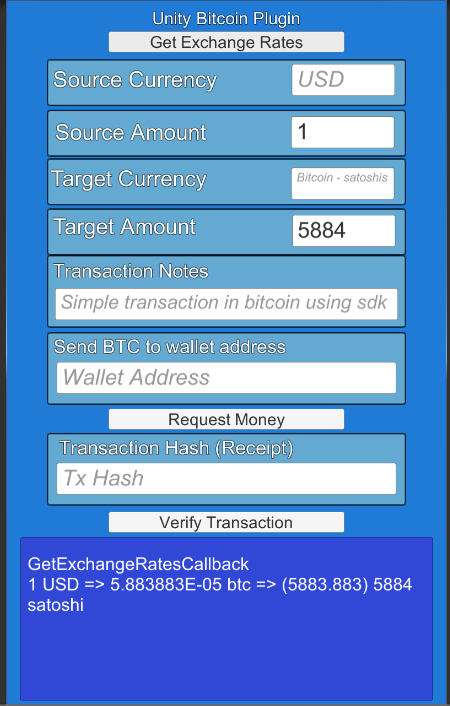 Unity Bitcoin Plugin
Get Exchange Rates
Source Currency
USD
Source Amount
1
Target Currency
Bitcoin - satoshis
Target Amount
5884
Transaction Notes
Simple transaction in bitcoin using sdk
Send BTC to wallet address
Wallet Address
Request Money
Transaction Hash (Receipt)
Tx Hash
Verify Transaction
GetExchangeRatesCallback
1 USD => 5.883883E-05 btc => (5883.883) 5884
satoshi